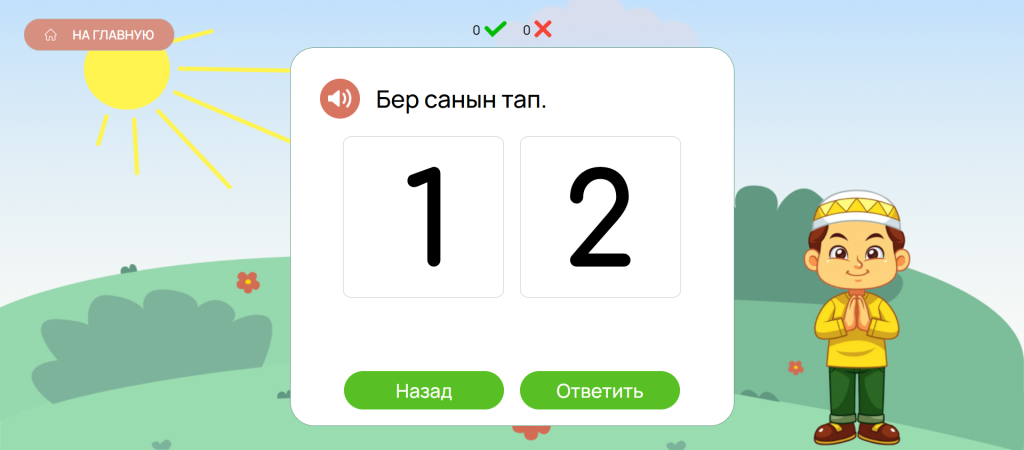 НА ГЛАВНУЮ
0 0
Бер санын тап.
1 2
Назад Ответить